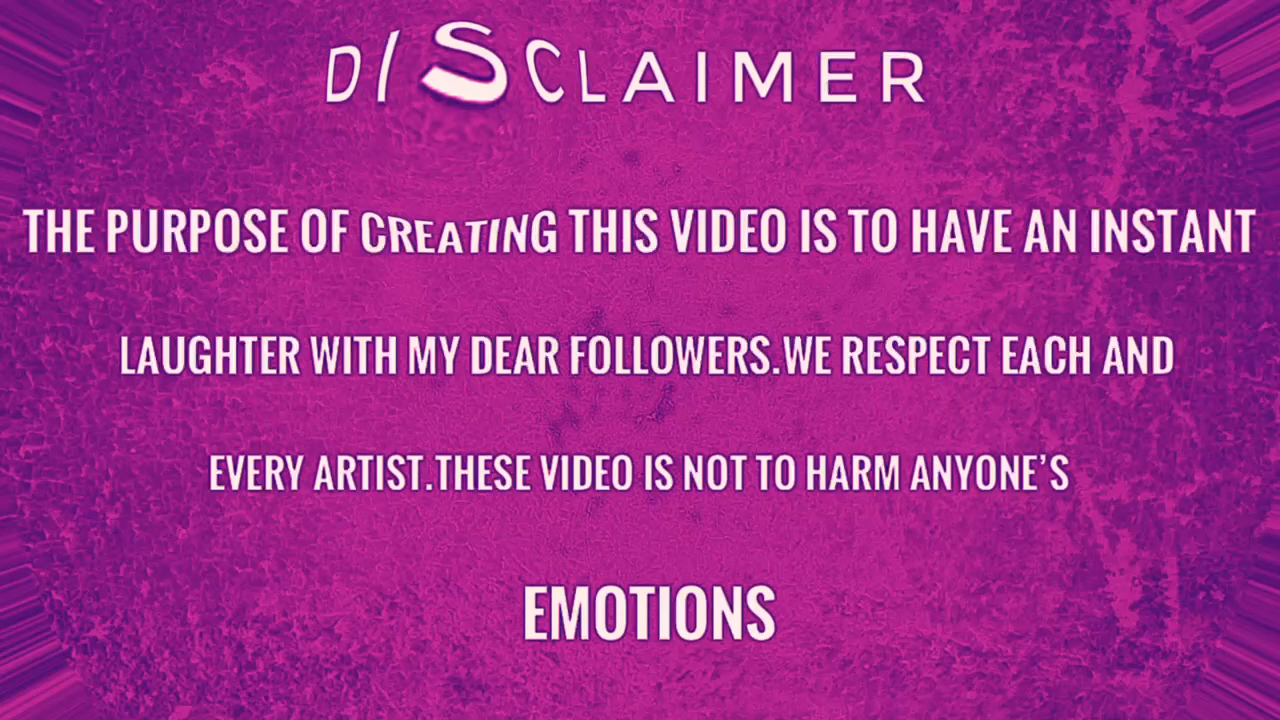 DISCLAIMER
THE PURPOSE OF CREATING THIS VIDEO IS TO HAVE AN INSTANT
LAUGHTER WITH MY DEAR FOLLOWERS.WE RESPECT EACH AND
EVERY ARTIST.THESE VIDEO IS NOT TO HARM ANYONE’S
EMOTIONS